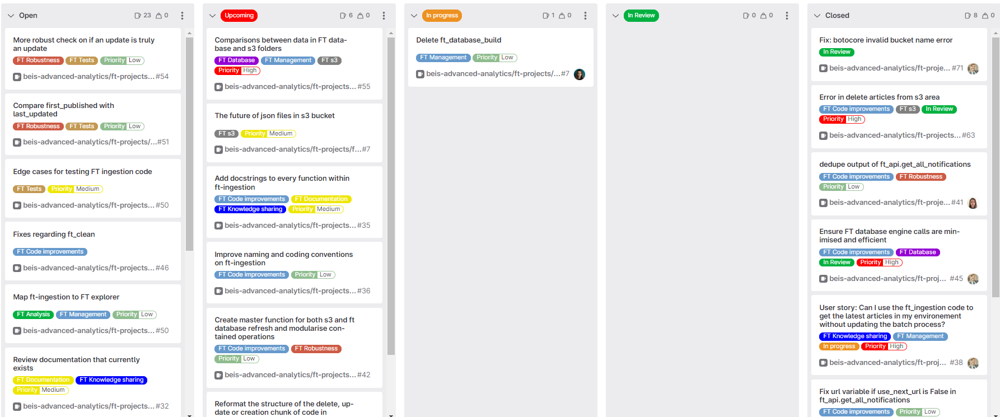 Open 23 0
More robust check on if an update is truly
an update
FT Robustness FT Tests Priority Low
beis-advanced-analytics/ft-projects... #54
Compare first_published with
last_updated
FT Robustness FT Tests Priority Low
beis-advanced-analytics/ft-projects/... #51
Edge cases for testing FT ingestion code
FT Tests Priority Medium
beis-advanced-analytics/ft-projects... #50
Fixes regarding ft_clean
FT Code improvements
beis-advanced-analytics/ft-projects... #46
Map ft-ingestion to FT explorer
FT Analysis FT Management Priority Low
beis-advanced-analytics/ft-projects... #50
Review documentation that currently
exists
FT Documentation FT Knowledge sharing
Priority Medium
beis-advanced-analytics/ft-projects... #32
Upcoming 6 0
Comparisons between data in FT data-
base and s3 folders
FT Database FT Management FT s3
Priority High
beis-advanced-analytics/ft-projects... #55
The future of json files in s3 bucket
FT s3 Priority Medium
beis-advanced-analytics/ft-projects/f... #7
Add docstrings to every function within
ft-ingestion
FT Code improvements FT Documentation
FT Knowledge sharing Priority Medium
beis-advanced-analytics/ft-projects... #35
Improve naming and coding conventions
on ft-ingestion
FT Code improvements Priority Low
beis-advanced-analytics/ft-projects... #36
Create master function for both s3 and ft
database refresh and modularise con-
tained operations
FT Code improvements FT Robustness
Priority Low
beis-advanced-analytics/ft-projects... #42
Reformat the structure of the delete, up-
date or creation chunk of code in
In progress 1 0
Delete ft_database_build
FT Management Priority Low
beis-advanced-analytics/ft-projects/... #7
In Review 0 0
Closed 8 0
Fix: botocore invalid bucket name error
In Review
beis-advanced-analytics/ft-proje... #71
Error in delete articles from s3 area
FT Code improvements FT s3 In Review
Priority High
beis-advanced-analytics/ft-projects... #63
dedupe output of ft_api.get_all_notifications
FT Code improvements FT Robustness
Priority Low
beis-advanced-analytics/ft-proje... #41
Ensure FT database engine calls are min-
imised and efficient
FT Code improvements FT Database
In Review Priority High
beis-advanced-analytics/ft-proj... #45
User story: Can I use the ft_ingestion code to
get the latest articles in my environement
without updating the batch process?
FT Knowledge sharing FT Management
In progress Priority High
beis-advanced-analytics/ft-proj... #38
Fix url variable if use_next_url is False in
ft_api.get_all_notifications
FT Code improvements Priority Low